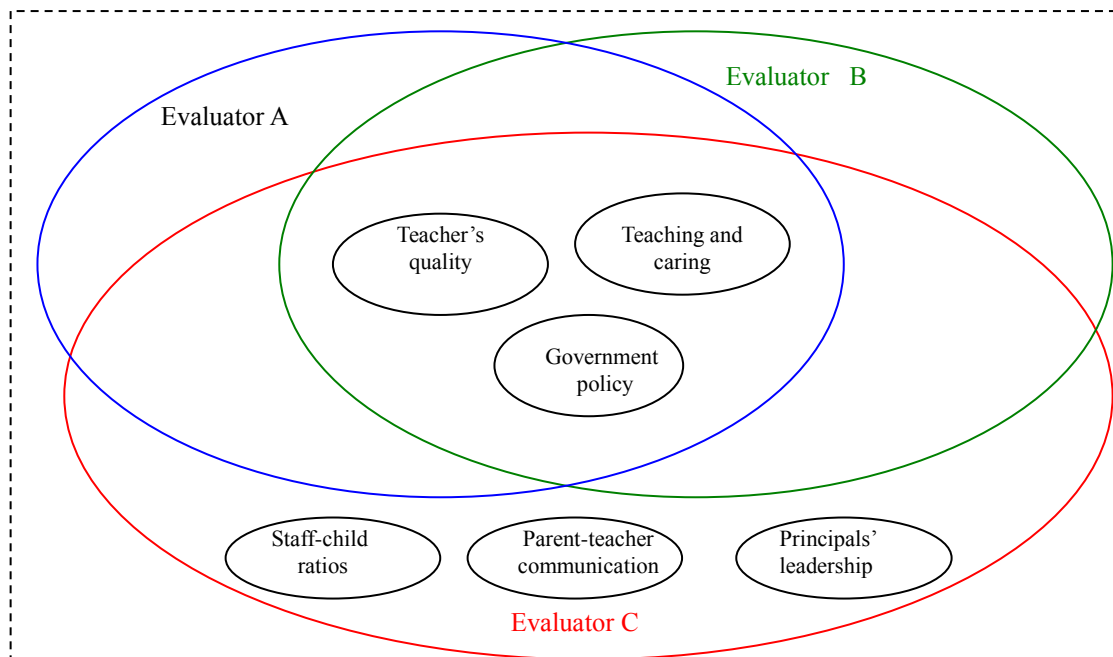 Evaluator B
Evaluator A
Teacher’s
quality
Teaching and
caring
Government
policy
Staff-child
ratios
Parent-teacher
communication
Principals’
leadership
Evaluator C